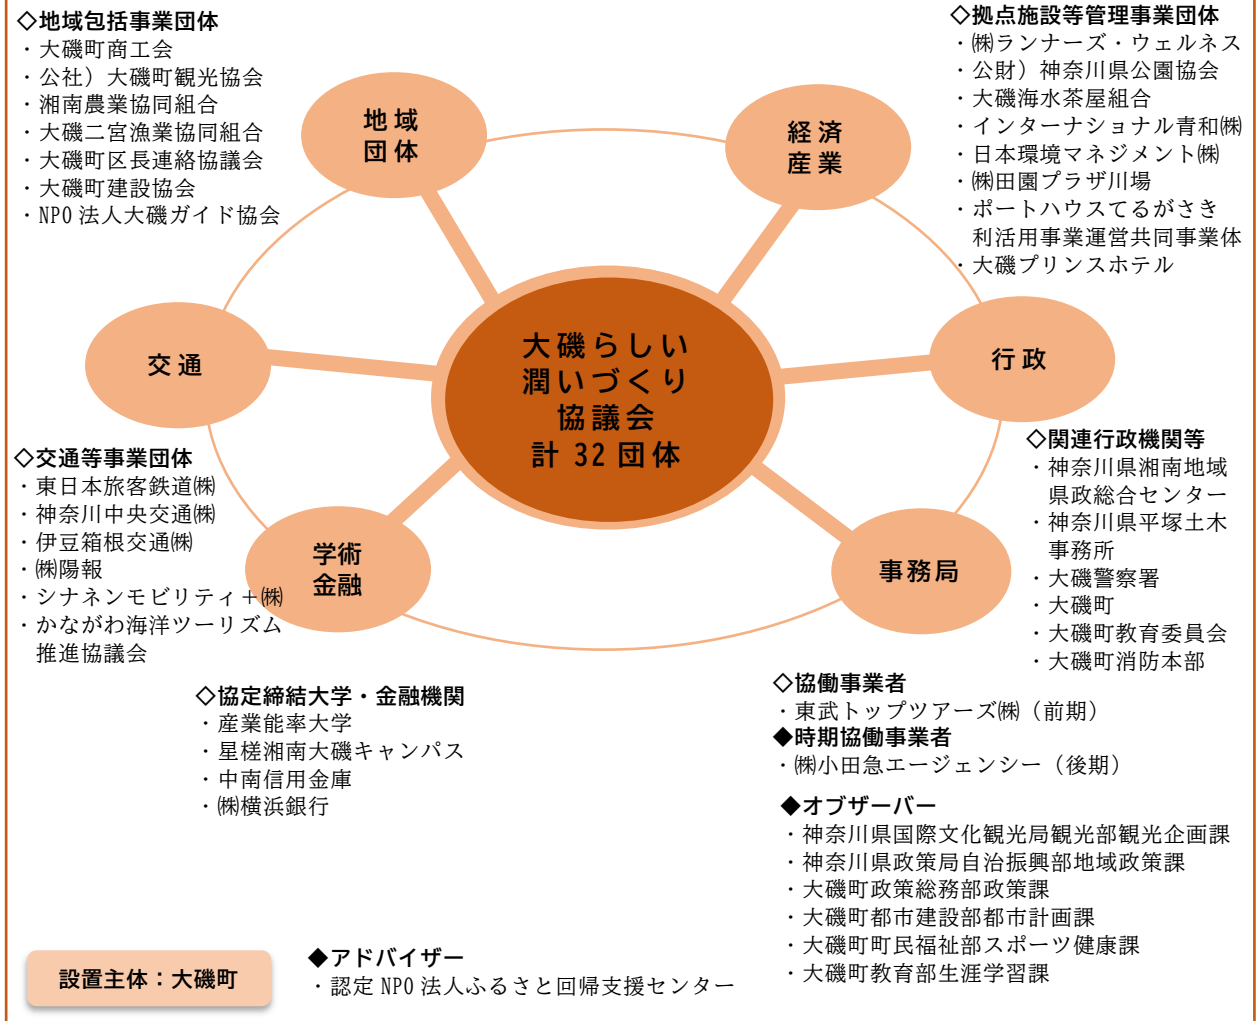 ◇地域包括事業団体
・大磯町商工会
・公社）大磯町観光協会
・湘南農業協同組合
・大磯二宮漁業協同組合
・大磯町区長連絡協議会
・大磯町建設協会
・NPO 法人大磯ガイド協会
地域
団体
経済
産業
◇拠点施設等管理事業団体
・㈱ランナーズ・ウェルネス
・公財）神奈川県公園協会
・大磯海水茶屋組合
・インターナショナル青和㈱
・日本環境マネジメント㈱
・㈱田園プラザ川場
・ポートハウスてるがさき
利活用事業運営共同事業体
・大磯プリンスホテル
交通
大磯らしい
潤いづくり
協議会
計 32 団体
行政
◇交通等事業団体
・東日本旅客鉄道㈱
・神奈川中央交通㈱
・伊豆箱根交通㈱
・㈱陽報
・シナネンモビリティ＋㈱
・かながわ海洋ツーリズム
推進協議会
学術
金融
事務局
◇関連行政機関等
・神奈川県湘南地域
県政総合センター
・神奈川県平塚土木
事務所
・大磯警察署
・大磯町
・大磯町教育委員会
・大磯町消防本部
◇協定締結大学・金融機関
・産業能率大学
・星槎湘南大磯キャンパス
・中南信用金庫
・㈱横浜銀行
◇協働事業者
・東武トップツアーズ㈱（前期）
◆時期協働事業者
・㈱小田急エージェンシー（後期）
◆オブザーバー
・神奈川県国際文化観光局観光部観光企画課
・神奈川県政策局自治振興部地域政策課
・大磯町政策総務部政策課
・大磯町都市建設部都市計画課
・大磯町町民福祉部スポーツ健康課
・大磯町教育部生涯学習課
設置主体：大磯町
◆アドバイザー
・認定 NPO 法人ふるさと回帰支援センター